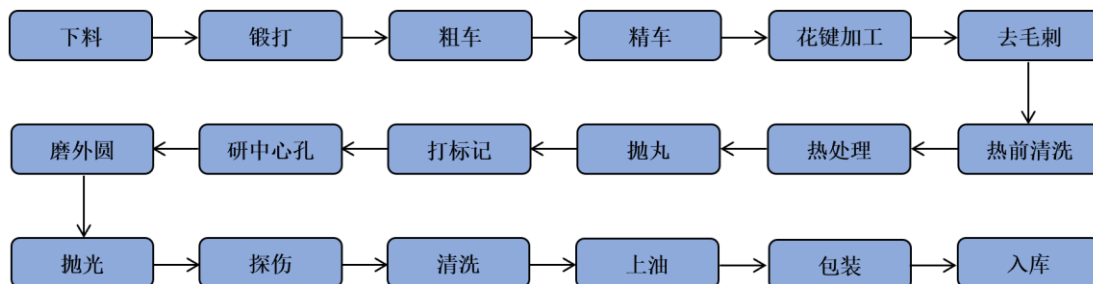 下料 锻打 粗车 精车 花键加工 去毛刺
磨外圆 研中心孔 打标记 抛丸 热处理 热前清洗
抛光 探伤 清洗 上油 包装 入库